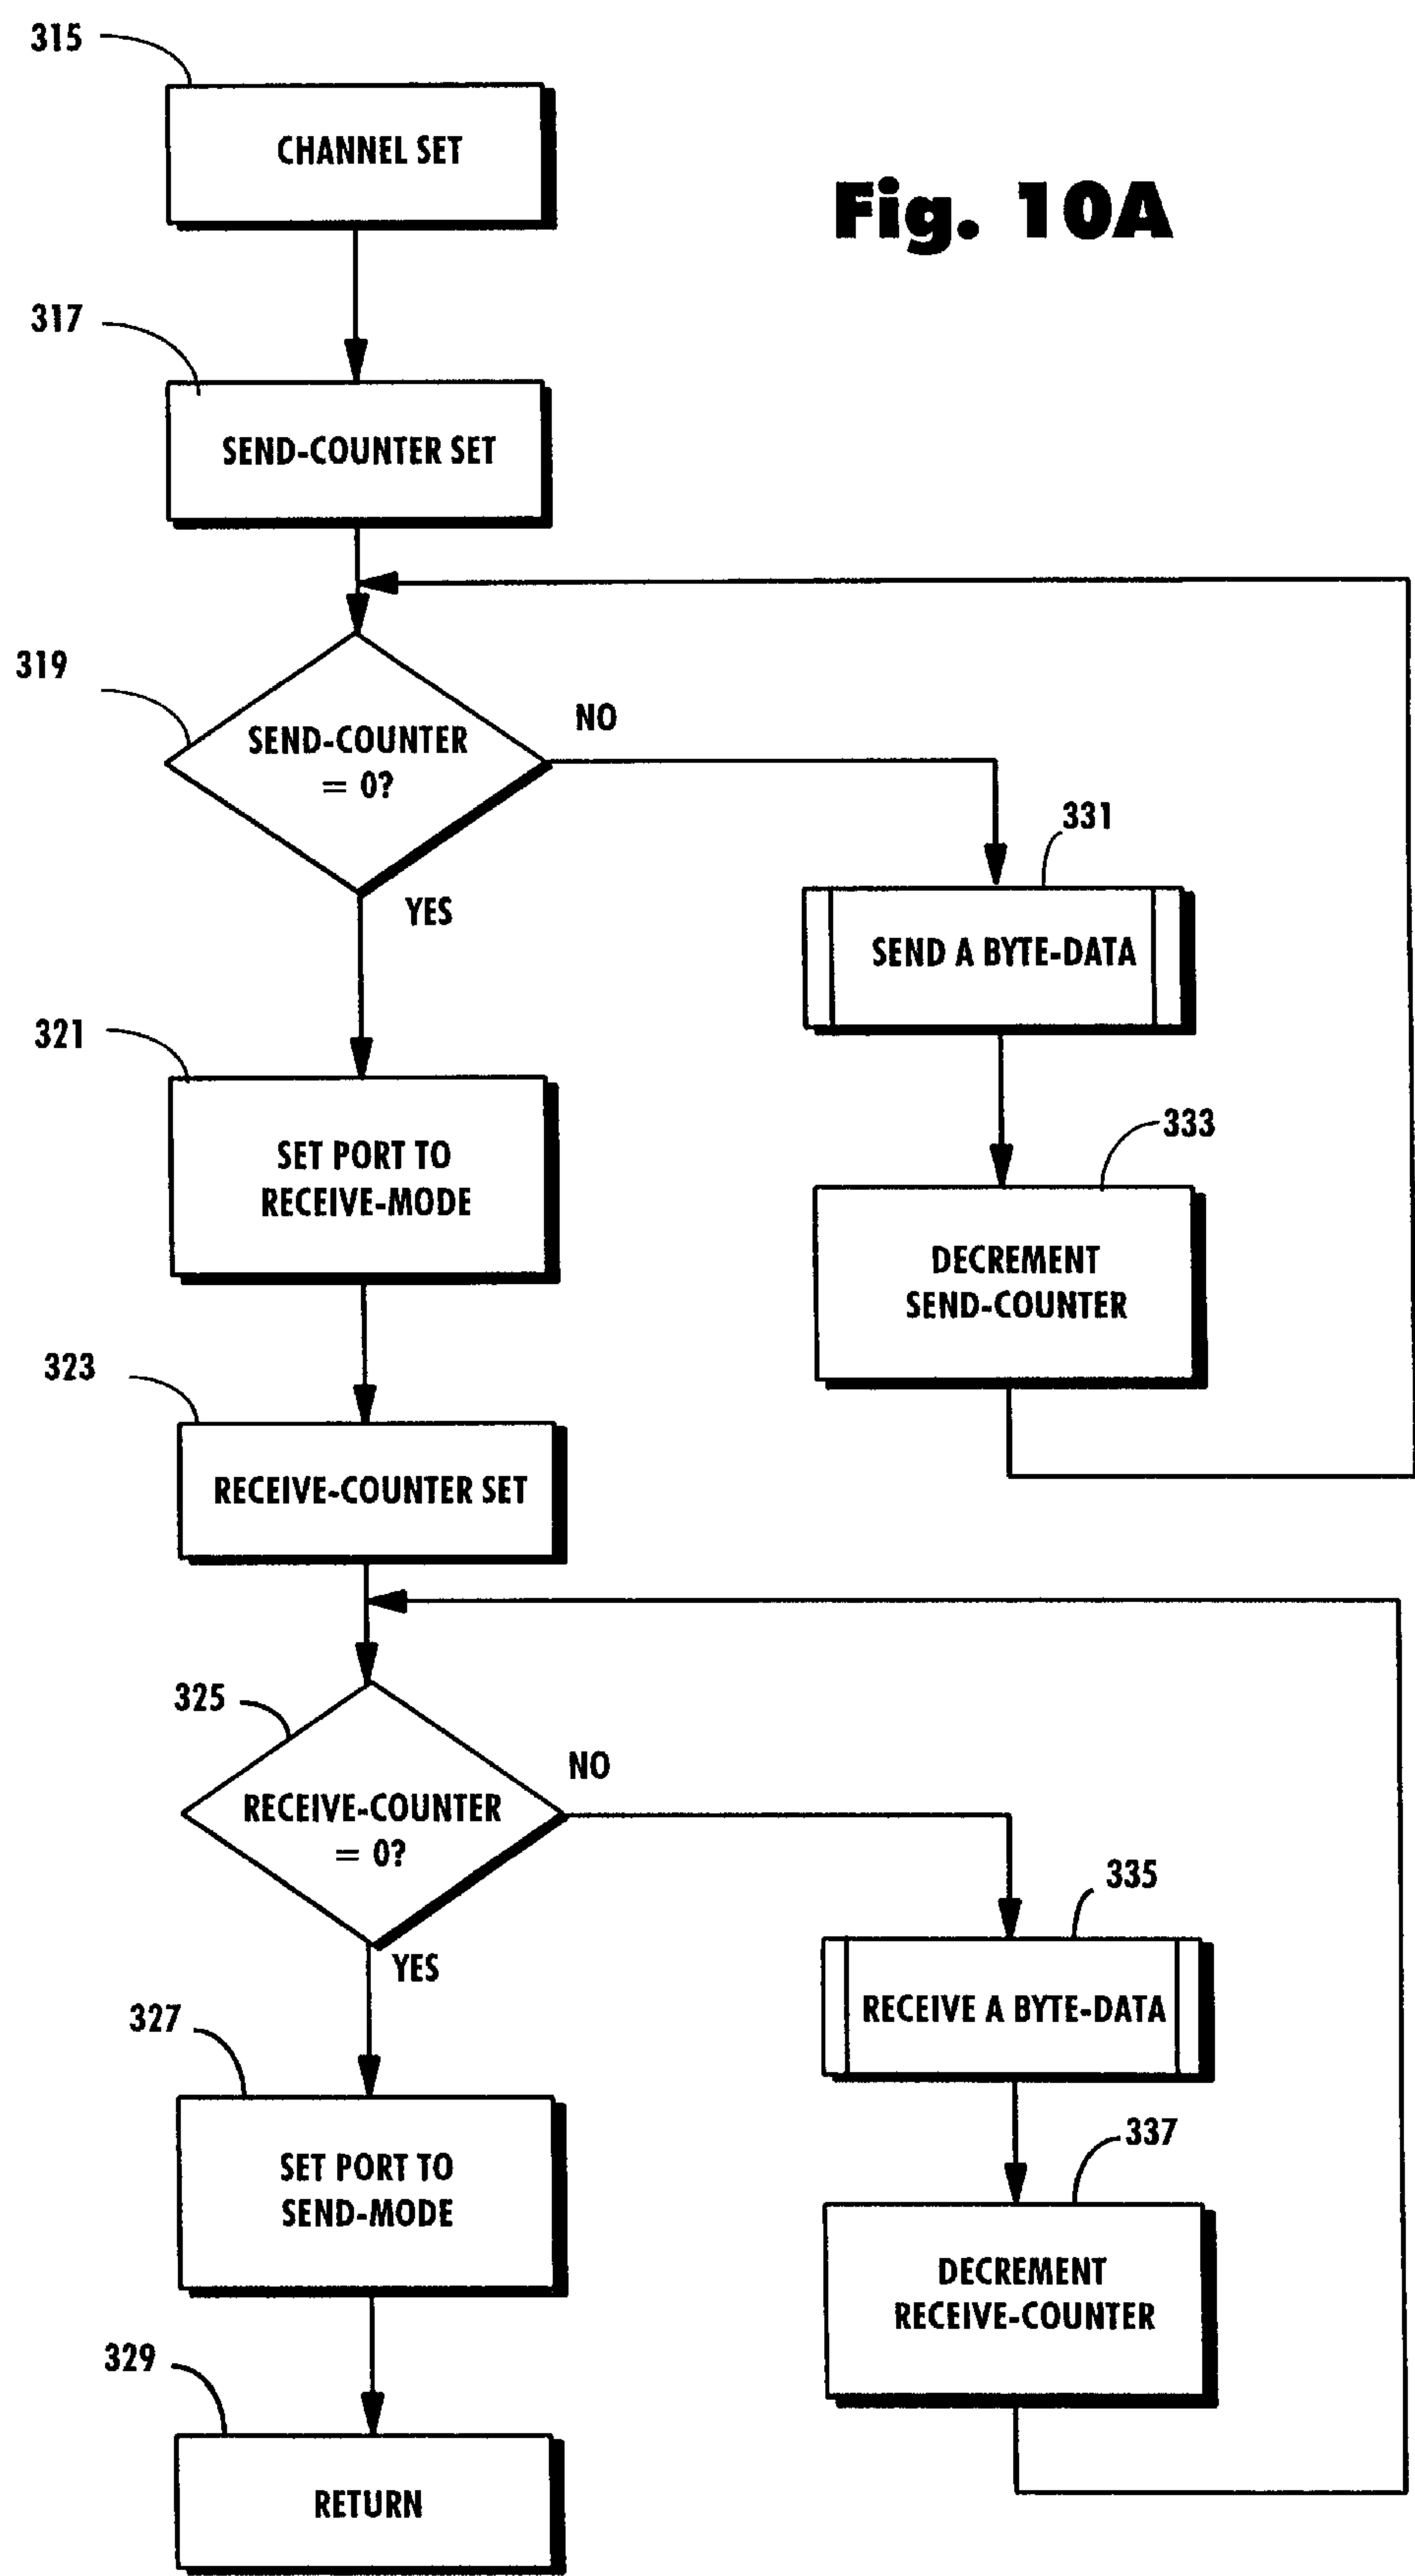 315
CHANNEL SET
Fig. 10A
317
SEND-COUNTER SET
319
SEND-COUNTER
= 0?
NO
YES
331
SEND A BYTE-DATA
321
SET PORT TO
RECEIVE-MODE
333
DECREMENT
SEND-COUNTER
323
RECEIVE-COUNTER SET
325
RECEIVE-COUNTER
= 0?
NO
YES
335
RECEIVE A BYTE-DATA
327
SET PORT TO
SEND-MODE
337
DECREMENT
RECEIVE-COUNTER
329
RETURN